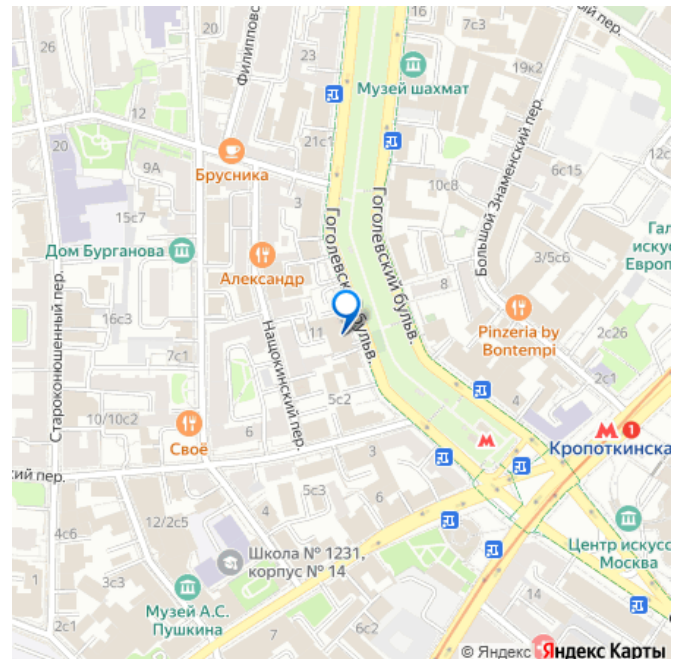 16
7с3
20
23
Филипповс
Музей шахмат
19к2
21с1
12
20
Брусника
9А
3
10с8
6с15
12с
15с7
Дом Бурганова
Александр
Гоголевский бульв.
Гоголевский бульв.
Большой Знаменский пер.
3/5с6
Гал
искус
Европ
8
Староконюшенный пер.
16с3
7с1
Нащокинский пер.
11
Pinzeria by
Bontempi
2с26
2с1
5с2
10/10с2
6
Своё
М 1
Кропоткинска
кий пер.
4
3
5с3
6
4с6
12/2с5
1
Школа № 1231,
корпус № 14
Центр искусс
Москва
3с3
Музей А.С.
Пушкина
2с1
7
6с2
© Яндекс Яндекс Карты